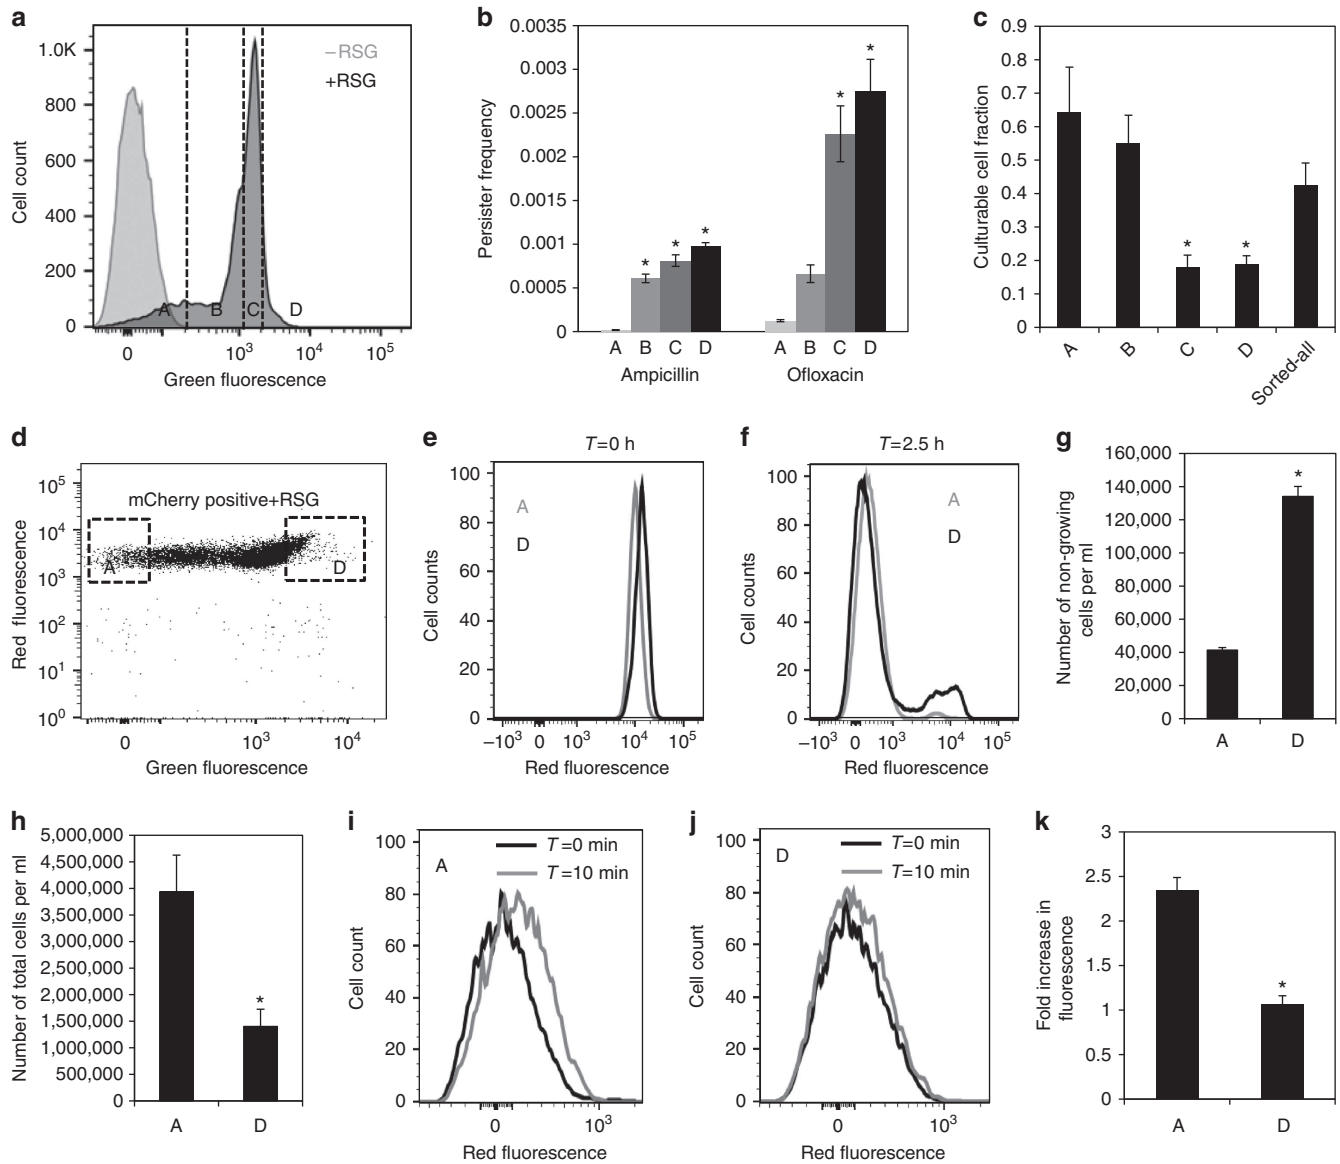 a
−RSG
+RSG
1.0K
800
600
400
200
0
Cell count
A
B
C
D
0
10³
10⁴
10⁵
Green fluorescence
b
0.0035
0.003
0.0025
0.002
0.0015
0.001
0.0005
0
Persister frequency
*
*
*
*
*
A B C D
A B C D
Ampicillin
Ofloxacin
c
0.9
0.8
0.7
0.6
0.5
0.4
0.3
0.2
0.1
0
Culturable cell fraction
*
*
A
B
C
D
Sorted-all
d
mCherry positive+RSG
10⁵
10⁴
10³
10²
10¹
10⁰
Red fluorescence
A
D
0
10³
10⁴
Green fluorescence
e
T=0 h
A
D
100
80
60
40
20
0
Cell counts
−10³
0
10³
10⁴
10⁵
Red fluorescence
f
T=2.5 h
A
D
100
80
60
40
20
0
Cell counts
−10³
0
10³
10⁴
10⁵
Red fluorescence
g
160,000
140,000
120,000
100,000
80,000
60,000
40,000
20,000
0
Number of non-growing
cells per ml
*
A
D
h
5,000,000
4,500,000
4,000,000
3,500,000
3,000,000
2,500,000
2,000,000
1,500,000
1,000,000
500,000
0
Number of total cells per ml
*
A
D
i
A
T=0 min
T=10 min
100
80
60
40
20
0
Cell count
0
10³
Red fluorescence
j
D
T=0 min
T=10 min
100
80
60
40
20
0
Cell count
0
10³
Red fluorescence
k
3
2.5
2
1.5
1
0.5
0
Fold increase in
fluorescence
*
A
D